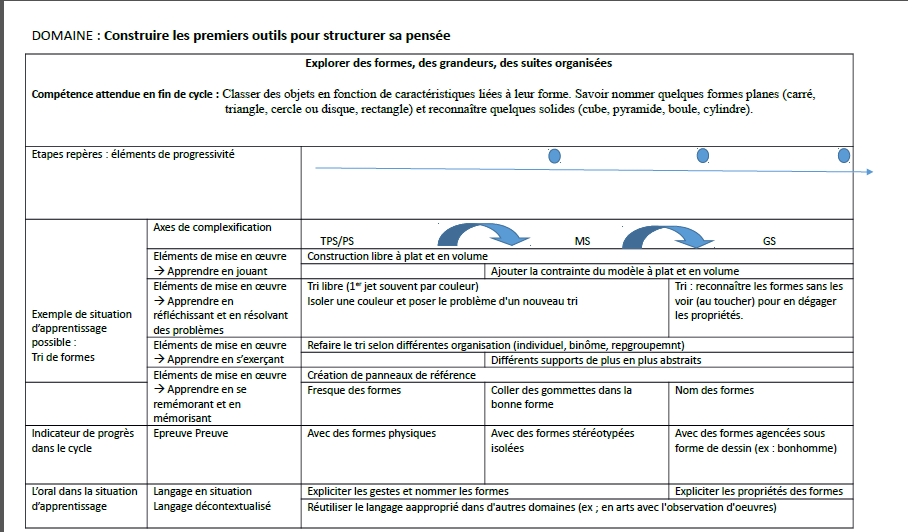 DOMAINE : Construire les premiers outils pour structurer sa pensée
Explorer des formes, des grandeurs, des suites organisées
Compétence attendue en fin de cycle : Classer des objets en fonction de caractéristiques liées à leur forme. Savoir nommer quelques formes planes (carré,
triangle, cercle ou disque, rectangle) et reconnaître quelques solides (cube, pyramide, boule, cylindre).
Etapes repères : éléments de progressivité
Axes de complexification
TPS/PS MS GS
Exemple de situation
d'apprentissage
possible :
Tri de formes
Eléments de mise en œuvre
→ Apprendre en jouant
Construction libre à plat et en volume
Ajouter la contrainte du modèle à plat et en volume
Eléments de mise en œuvre
→ Apprendre en
réfléchissant et en résolvant
des problèmes
Tri libre (1er jet souvent par couleur)
Isoler une couleur et poser le problème d'un nouveau tri
Tri : reconnaître les formes sans les
voir (au toucher) pour en dégager
les propriétés.
Eléments de mise en œuvre
→ Apprendre en s'exerçant
Refaire le tri selon différentes organisation (individuel, binôme, repgroupemnt)
Différents supports de plus en plus abstraits
Eléments de mise en œuvre
→ Apprendre en se
remémorant et en
mémorisant
Création de panneaux de référence
Fresque des formes
Coller des gommettes dans la
bonne forme
Nom des formes
Indicateur de progrès
dans le cycle
Epreuve Preuve
Avec des formes physiques
Avec des formes stéréotypées
isolées
Avec des formes agencées sous
forme de dessin (ex : bonhomme)
L'oral dans la situation
d'apprentissage
Langage en situation
Langage décontextualisé
Expliciter les gestes et nommer les formes
Expliciter les propriétés des formes
Réutiliser le langage aapproprié dans d'autres domaines (ex ; en arts avec l'observation d'oeuvres)